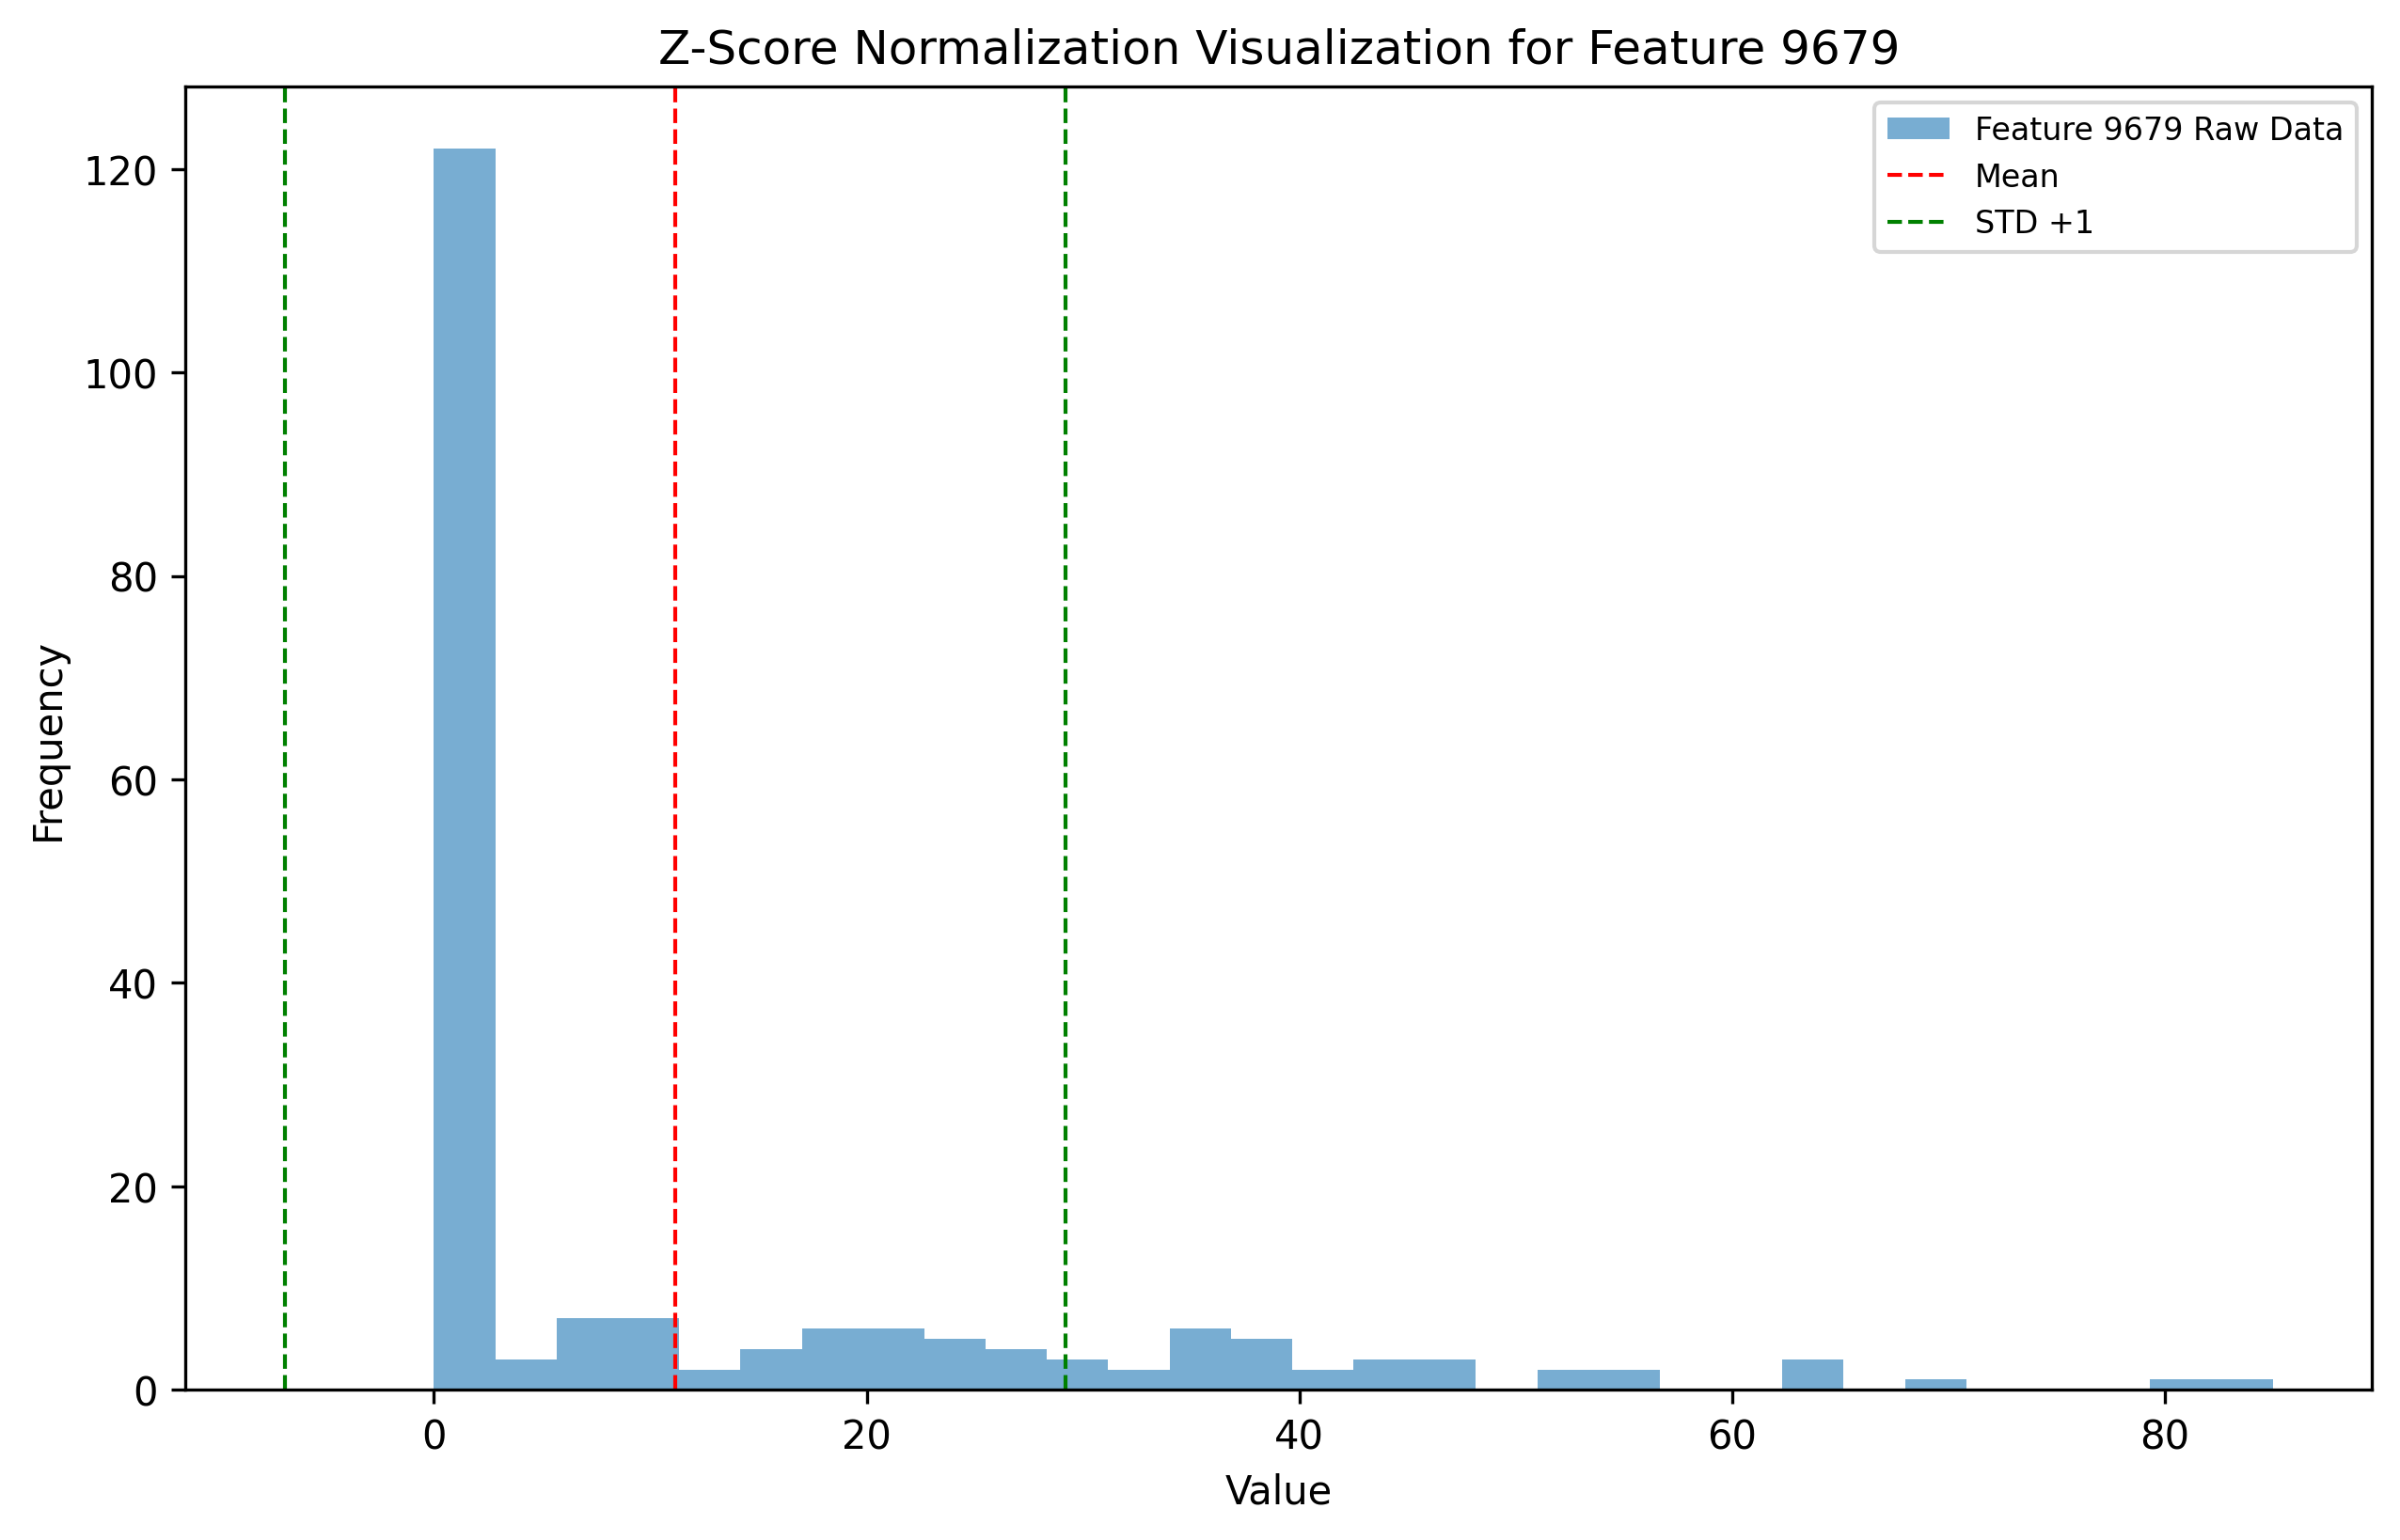 Z-Score Normalization Visualization for Feature 9679
Feature 9679 Raw Data
Mean
STD +1
120
100
80
60
40
20
0
Frequency
0 20 40 60 80
Value